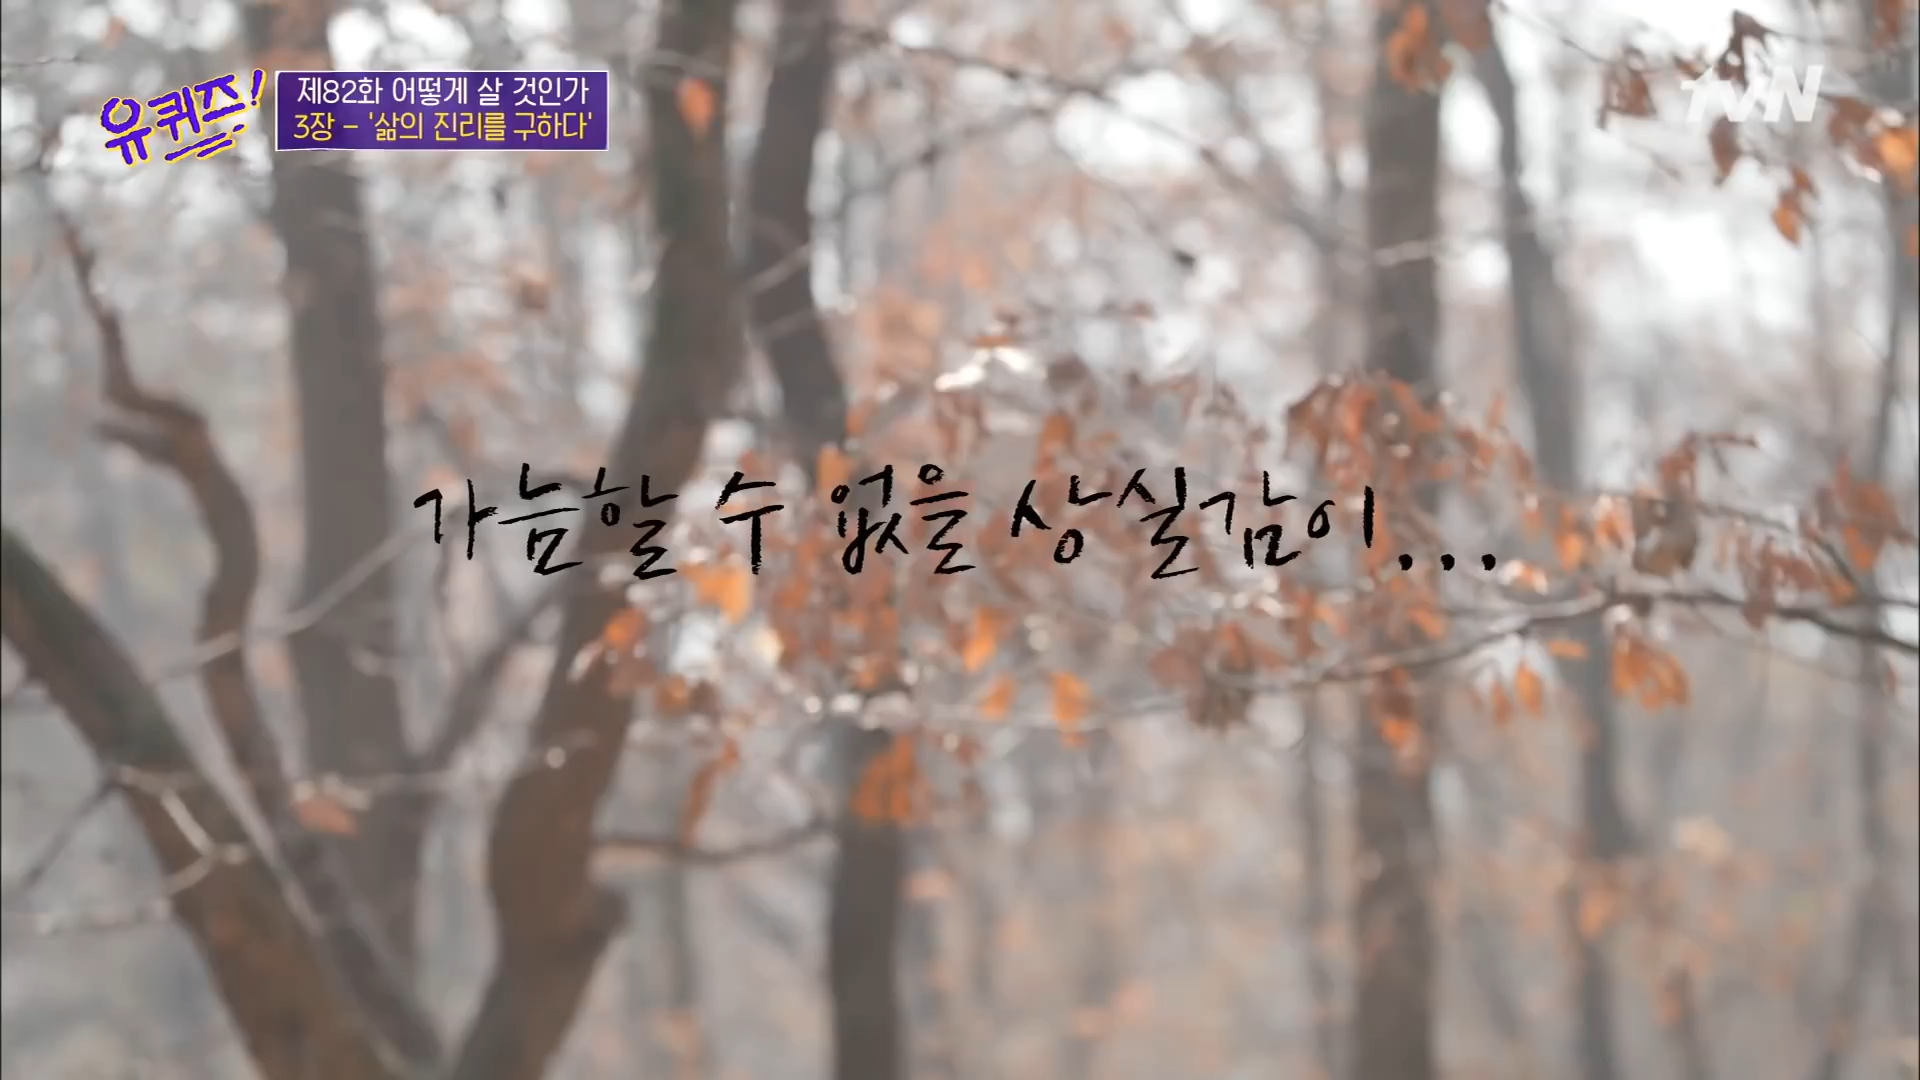 유퀴즈!
제82화 어떻게 살 것인가
3장 - '삶의 진리를 구하다'
tvN
가늠할 수 없을 상실감이...